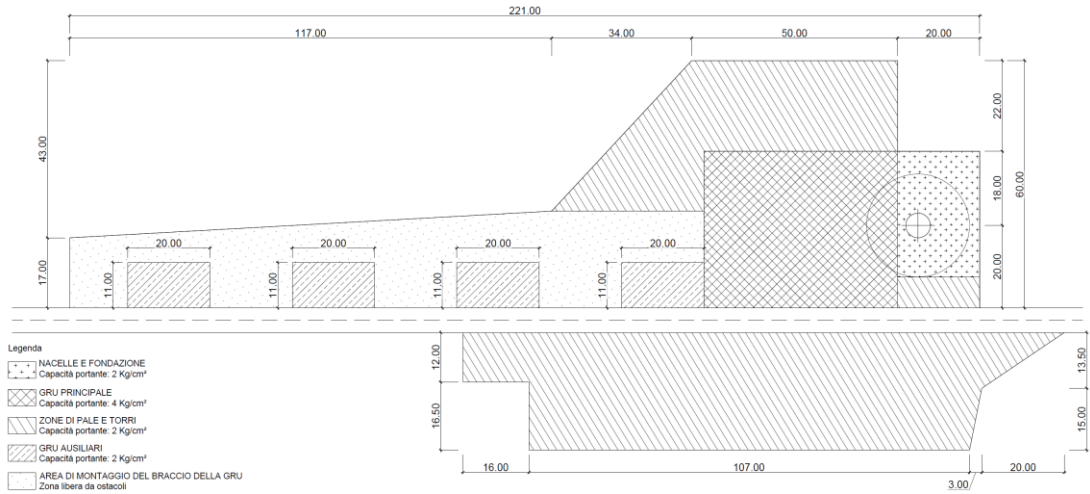 221.00
117.00
34.00
50.00
20.00
43.00
17.00
22.00
18.00
60.00
20.00
20.00
20.00
20.00
20.00
11.00
11.00
11.00
11.00
12.00
16.50
13.50
15.00
16.00
107.00
3.00
20.00
Legenda
NACELLE E FONDAZIONE
Capacità portante: 2 Kg/cm²
GRU PRINCIPALE
Capacità portante: 4 Kg/cm²
ZONE DI PALE E TORRI
Capacità portante: 2 Kg/cm²
GRU AUSILIARI
Capacità portante: 2 Kg/cm²
AREA DI MONTAGGIO DEL BRACCIO DELLA GRU
Zona libera da ostacoli